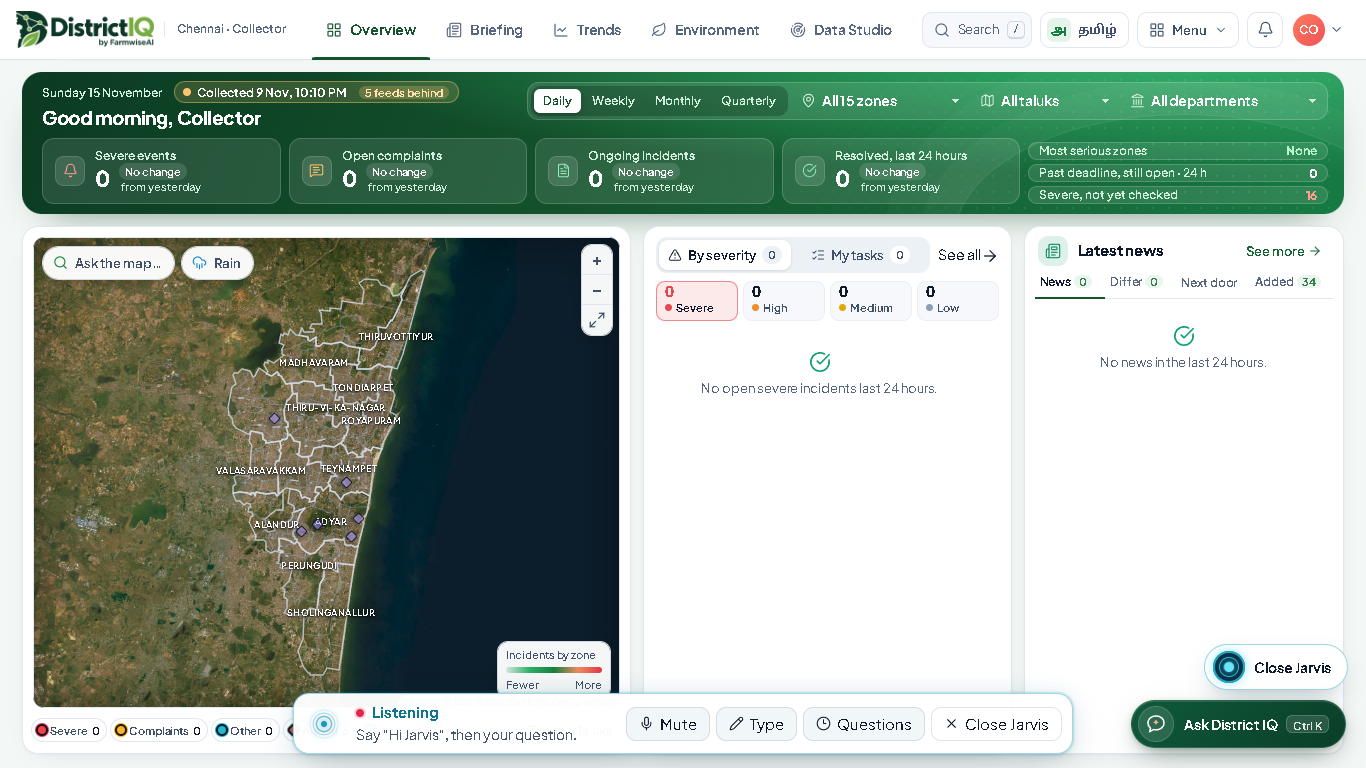 DistrictIQ
by FarmwiseAI
Chennai · Collector
Overview
Briefing
Trends
Environment
Data Studio
Search /
அ தமிழ்
Menu
CO
Sunday 15 November
Collected 9 Nov, 10:10 PM 5 feeds behind
Good morning, Collector
Daily Weekly Monthly Quarterly
All 15 zones
All taluks
All departments
Severe events
0 No change
from yesterday
Open complaints
0 No change
from yesterday
Ongoing incidents
0 No change
from yesterday
Resolved, last 24 hours
0 No change
from yesterday
Most serious zones None
Past deadline, still open · 24 h 0
Severe, not yet checked 16
Ask the map...
Rain
+
−
THIRUVOTTIYUR
MADHAVARAM
TONDIARPET
THIRU-VI-KA-NAGAR
ROYAPURAM
VALASARAVAKKAM
TEYNAMPET
ALANDUR
ADYAR
PERUNGUDI
SHOLINGANALLUR
Incidents by zone
Fewer More
Severe 0
Complaints 0
Other 0
By severity 0
My tasks 0
See all
0
Severe
0
High
0
Medium
0
Low
No open severe incidents last 24 hours.
Latest news
See more
News 0
Differ 0
Next door
Added 34
No news in the last 24 hours.
Listening
Say "Hi Jarvis", then your question.
Mute
Type
Questions
Close Jarvis
Close Jarvis
Ask District IQ Ctrl K